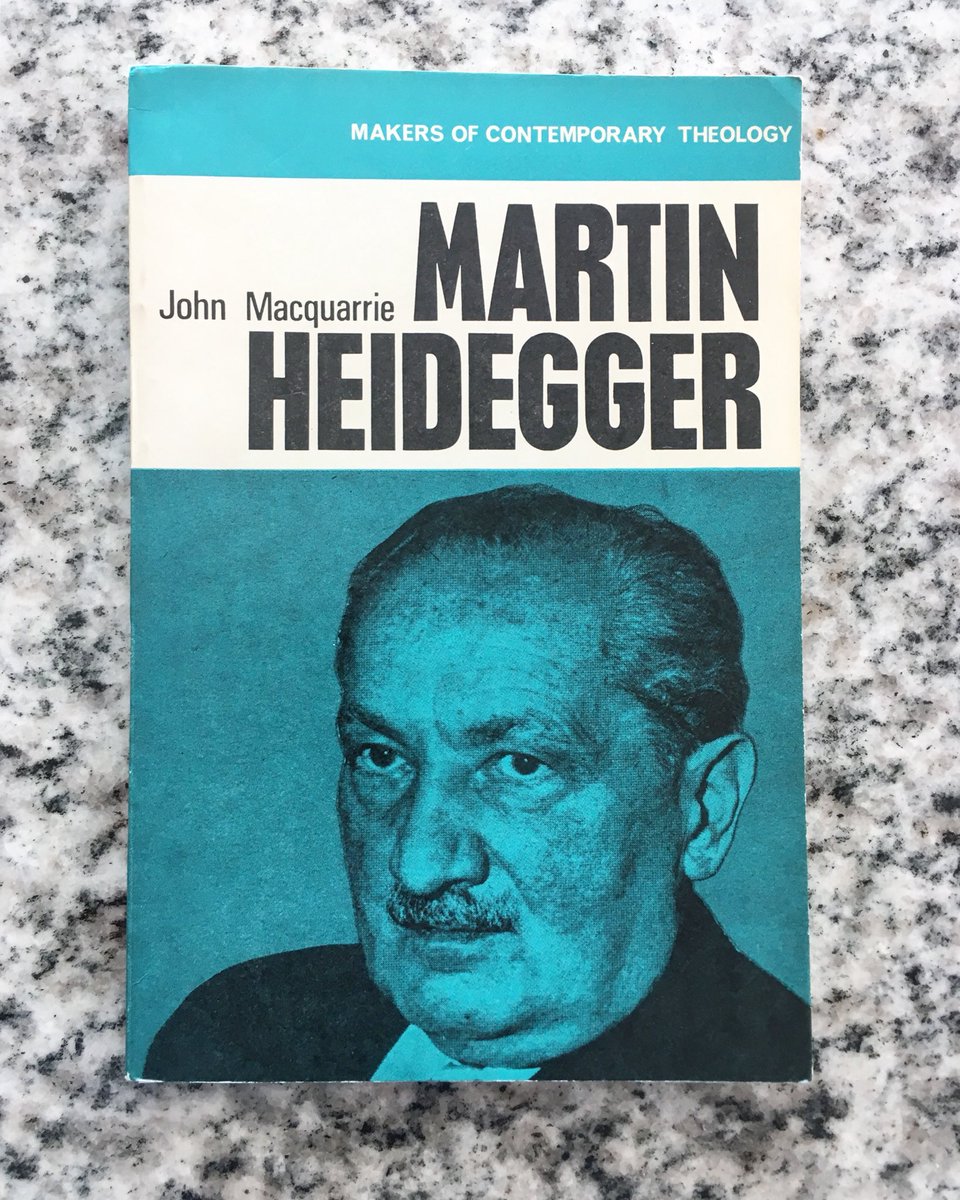 MAKERS OF CONTEMPORARY THEOLOGY
John Macquarrie MARTIN
HEIDEGGER